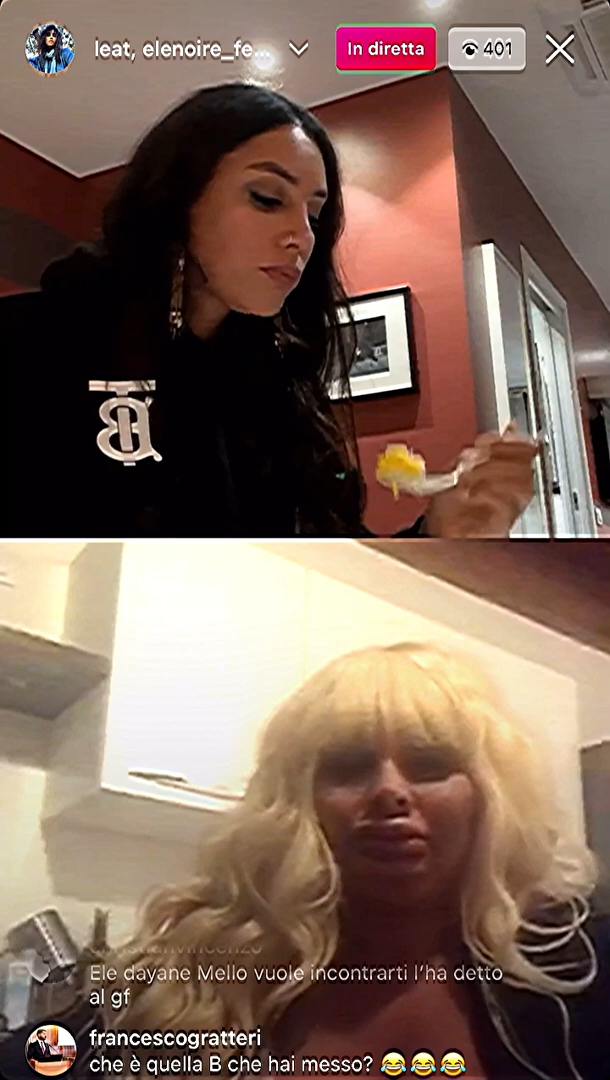 leat, elenoire_fe...
In diretta
401
TB
Ele dayane Mello vuole incontrarti l'ha detto
al gf
francescogratteri
che è quella B che hai messo? 😂😂😂